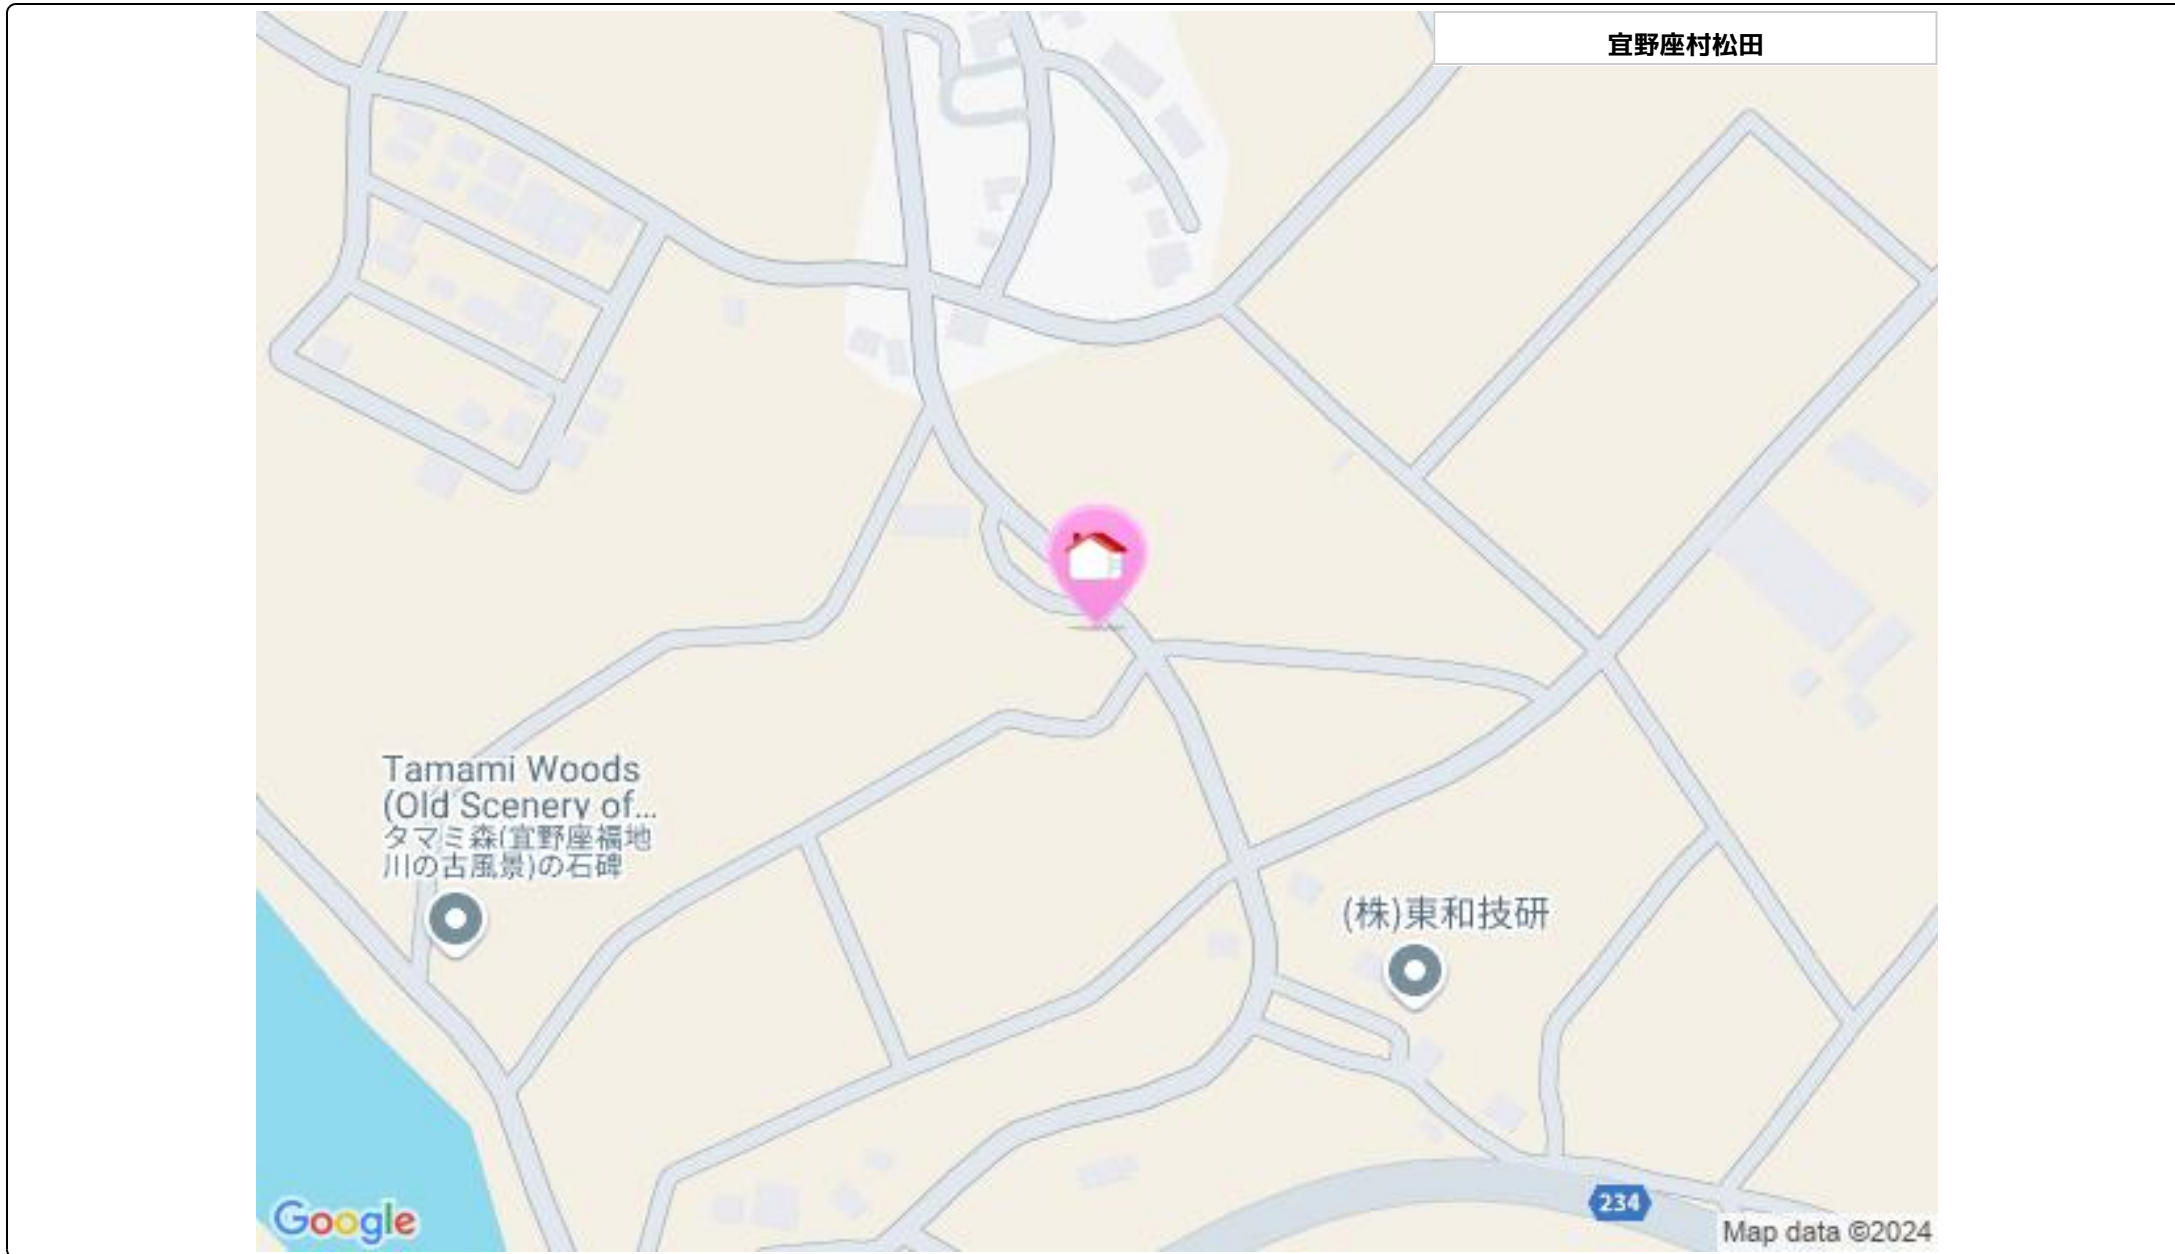 宜野座村松田
Tamami Woods
(Old Scenery of...
タマミ森(宜野座福地
川の古風景)の石碑
(株)東和技研
234
Google
Map data ©2024